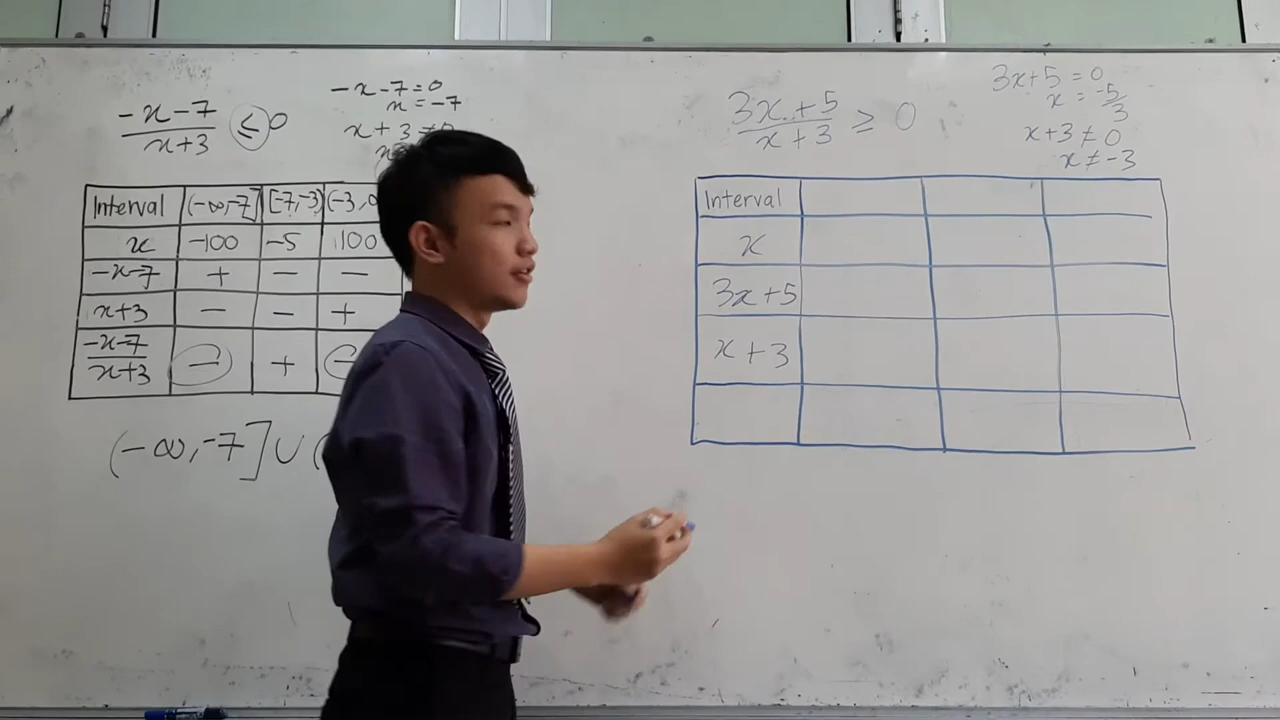 -x-7
x+3
≤ 0
-x-7=0
x=-7
x+3≠0
Interval (-∞,-7] [-7,-3) (-3,
x -100 -5 100
-x-7 + - -
x+3 - - +
-x-7
x+3
- +
(-∞,-7]∪(
3x+5
x+3
≥ 0
3x+5=0
x=-5/3
x+3≠0
x≠-3
Interval
x
3x+5
x+3